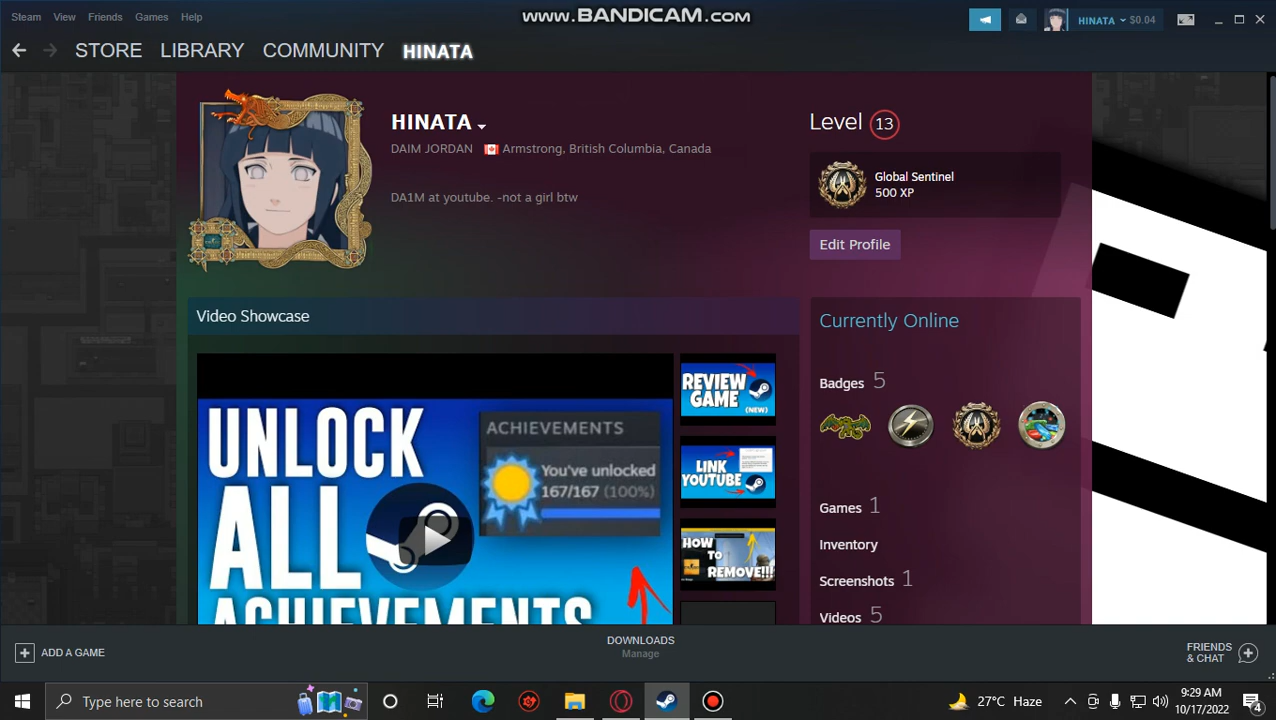 Steam View Friends Games Help
www.BANDICAM.com
HINATA $0.04
STORE LIBRARY COMMUNITY HINATA
HINATA
DAIM JORDAN Armstrong, British Columbia, Canada
DA1M at youtube. -not a girl btw
Level 13
Global Sentinel
500 XP
Edit Profile
Video Showcase
UNLOCK
ALL
ACHIEVEMENTS
ACHIEVEMENTS
You've unlocked
167/167 (100%)
REVIEW
GAME
(NEW)
LINK
YOUTUBE
HOW
TO
REMOVE!!!
Currently Online
Badges 5
Games 1
Inventory
Screenshots 1
Videos 5
ADD A GAME
DOWNLOADS
Manage
FRIENDS
& CHAT
Type here to search
27°C Haze
9:29 AM
10/17/2022
4